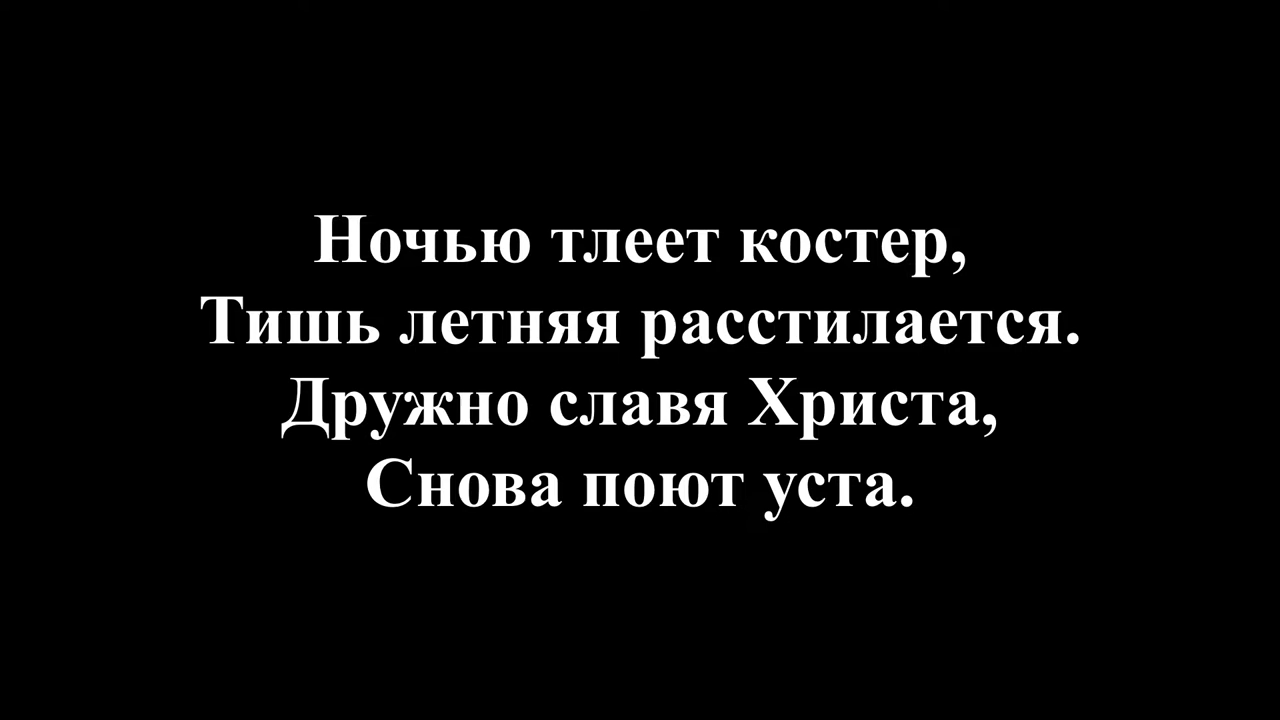 Ночью тлеет костер,
Тишь летняя расстилается.
Дружно славя Христа,
Снова поют уста.